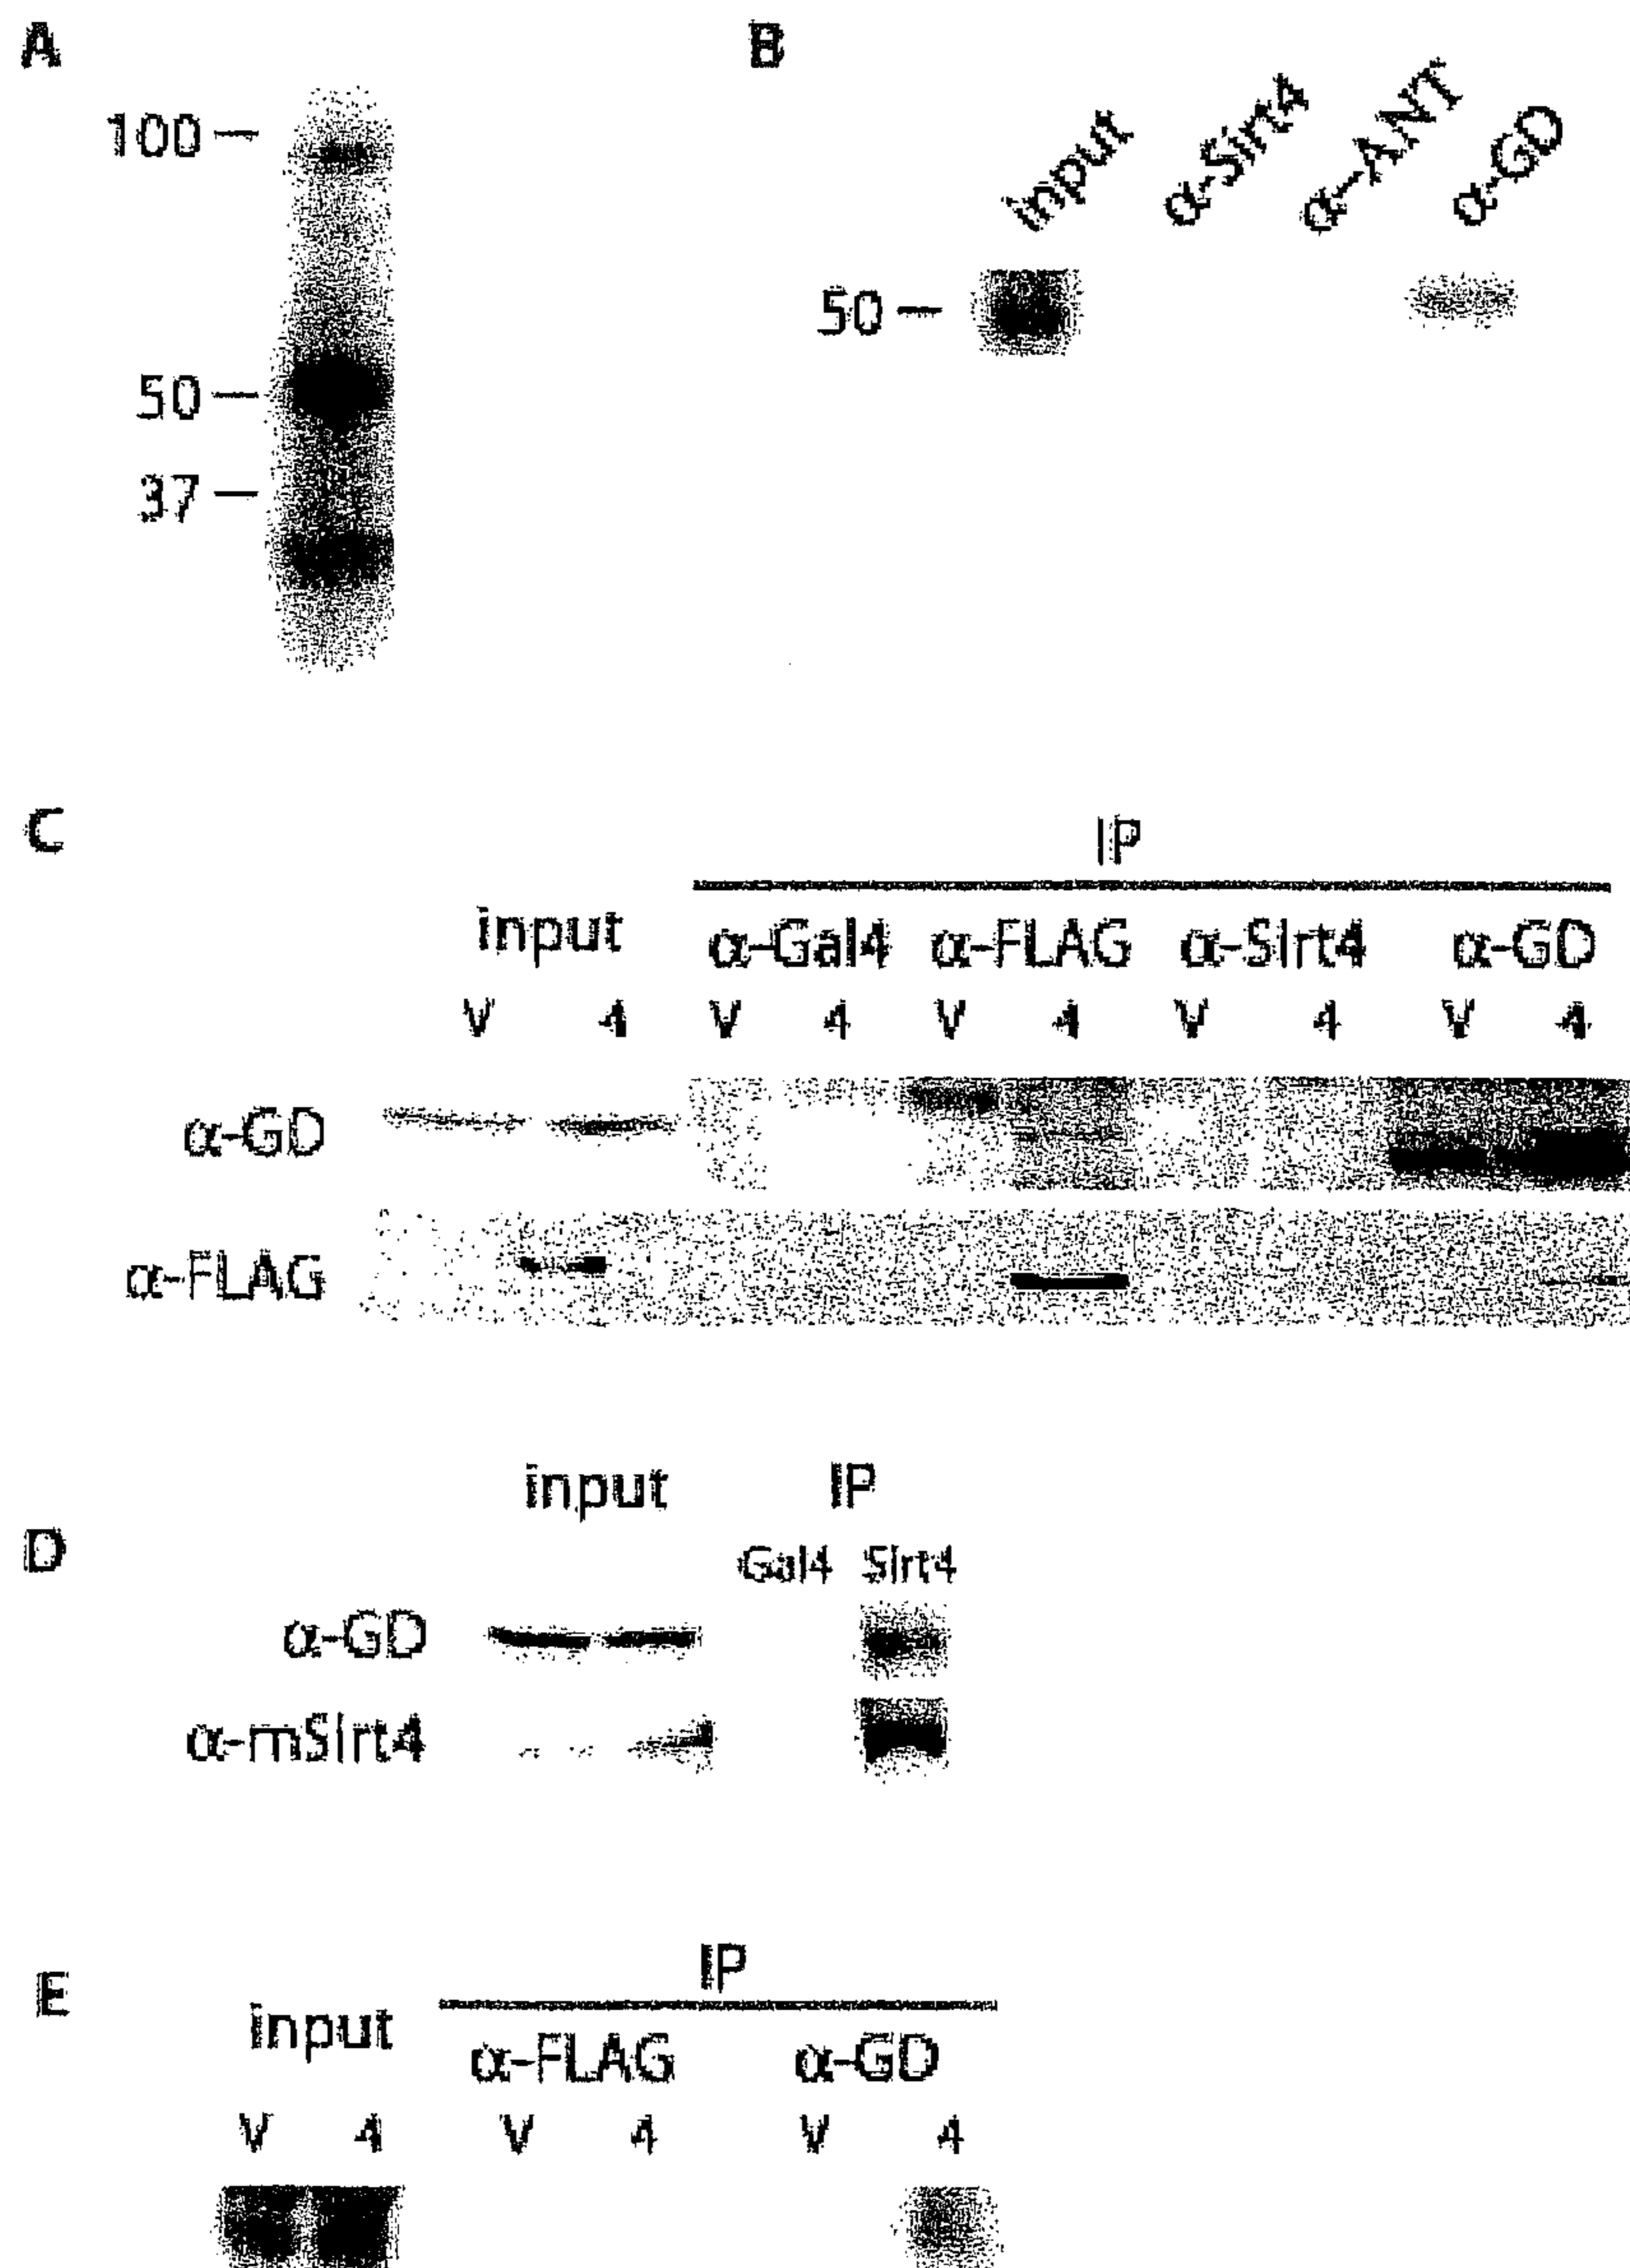 A
100
50
37
B
input α-Sirt4 α-ANT α-GD
50
C
IP
input α-Gal4 α-FLAG α-Sirt4 α-GD
V 4 V 4 V 4 V 4 V 4
α-GD
α-FLAG
D
input IP
Gal4 Sirt4
α-GD
α-mSirt4
E
IP
input α-FLAG α-GD
V 4 V 4 V 4